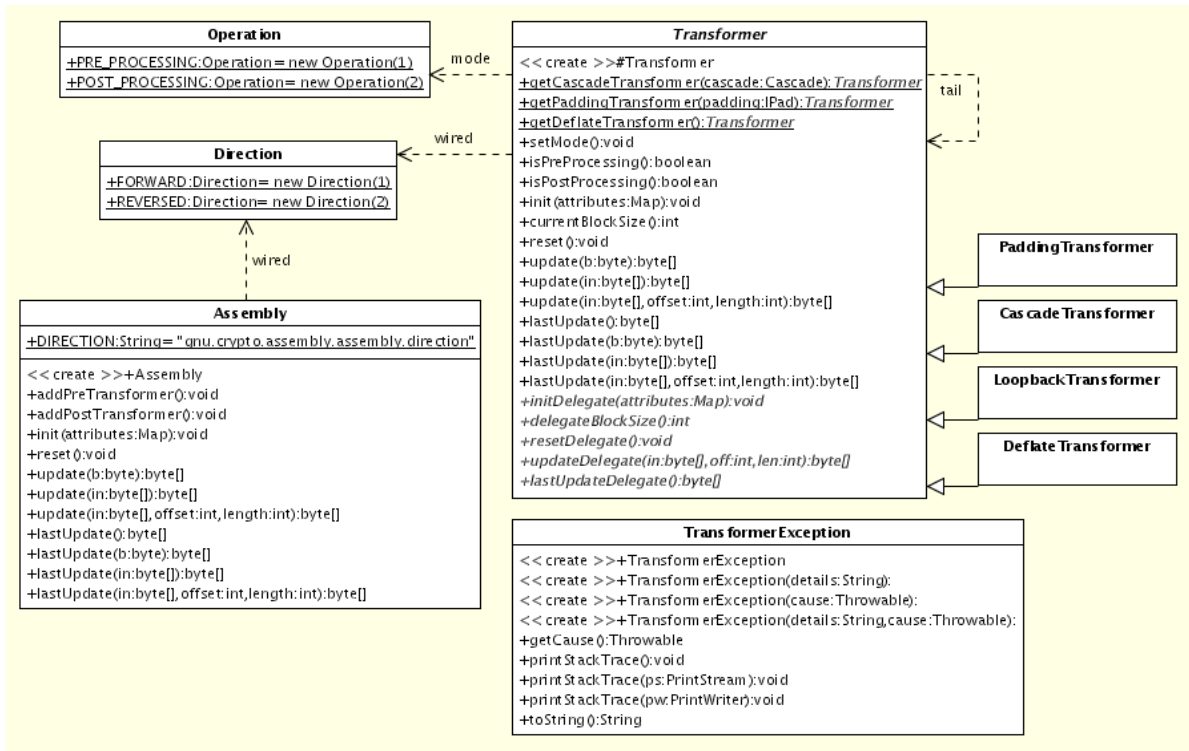 Operation
+PRE_PROCESSING:Operation= new Operation(1)
+POST_PROCESSING:Operation= new Operation(2)
mode
Direction
+FORWARD:Direction= new Direction(1)
+REVERSED:Direction= new Direction(2)
wired
wired
Assembly
+DIRECTION:String= "gnu.crypto.assembly.assembly.direction"
<< create >>+Assembly
+addPreTransformer():void
+addPostTransformer():void
+init(attributes:Map):void
+reset():void
+update(b:byte):byte[]
+update(in:byte[]):byte[]
+update(in:byte[],offset:int,length:int):byte[]
+lastUpdate():byte[]
+lastUpdate(b:byte):byte[]
+lastUpdate(in:byte[]):byte[]
+lastUpdate(in:byte[],offset:int,length:int):byte[]
Transformer
<< create >>#Transformer
+getCascadeTransformer(cascade:Cascade):Transformer
+getPaddingTransformer(padding:IPad):Transformer
+getDeflateTransformer():Transformer
+setMode():void
+isPreProcessing():boolean
+isPostProcessing():boolean
+init(attributes:Map):void
+currentBlockSize():int
+reset():void
+update(b:byte):byte[]
+update(in:byte[]):byte[]
+update(in:byte[],offset:int,length:int):byte[]
+lastUpdate():byte[]
+lastUpdate(b:byte):byte[]
+lastUpdate(in:byte[]):byte[]
+lastUpdate(in:byte[],offset:int,length:int):byte[]
+initDelegate(attributes:Map):void
+delegateBlockSize():int
+resetDelegate():void
+updateDelegate(in:byte[],off:int,len:int):byte[]
+lastUpdateDelegate():byte[]
tail
PaddingTransformer
CascadeTransformer
LoopbackTransformer
DeflateTransformer
TransformerException
<< create >>+TransformerException
<< create >>+TransformerException(details:String):
<< create >>+TransformerException(cause:Throwable):
<< create >>+TransformerException(details:String,cause:Throwable):
+getCause():Throwable
+printStackTrace():void
+printStackTrace(ps:PrintStream):void
+printStackTrace(pw:PrintWriter):void
+toString():String